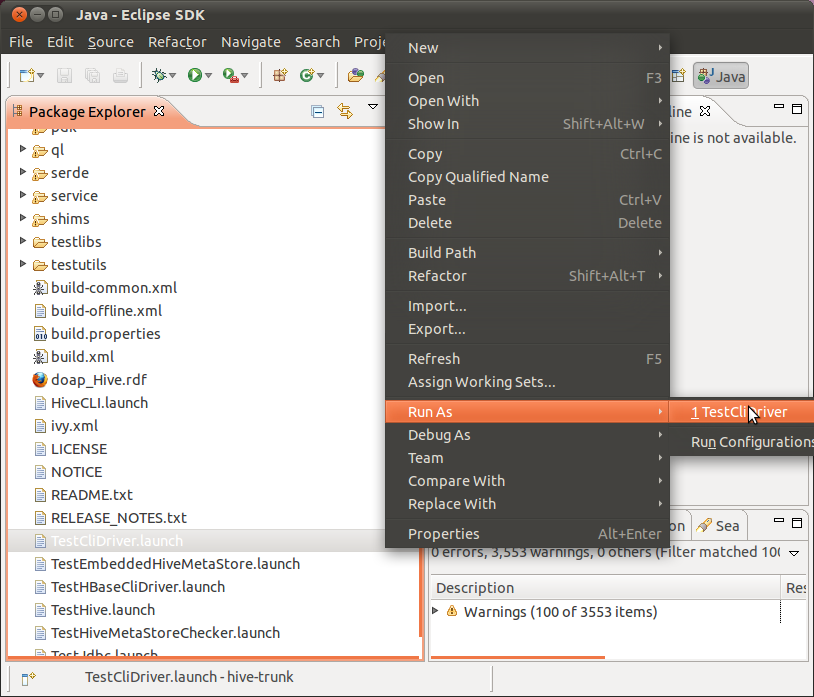 Java - Eclipse SDK
File Edit Source Refactor Navigate Search Proje
Java
Package Explorer
ql
serde
service
shims
testlibs
testutils
build-common.xml
build-offline.xml
build.properties
build.xml
doap_Hive.rdf
HiveCLI.launch
ivy.xml
LICENSE
NOTICE
README.txt
RELEASE_NOTES.txt
TestCliDriver.launch
TestEmbeddedHiveMetaStore.launch
TestHBaseCliDriver.launch
TestHive.launch
TestHiveMetaStoreChecker.launch
TestJdbc.launch
New
Open F3
Open With
Show In Shift+Alt+W
Copy Ctrl+C
Copy Qualified Name
Paste Ctrl+V
Delete Delete
Build Path
Refactor Shift+Alt+T
Import...
Export...
Refresh F5
Assign Working Sets...
Run As
Debug As
Team
Compare With
Replace With
Properties Alt+Enter
1 TestCliDriver
Run Configurations
line
ine is not available.
on Sea
0 errors, 3,553 warnings, 0 others (Filter matched 100
Description Res
Warnings (100 of 3553 items)
TestCliDriver.launch - hive-trunk